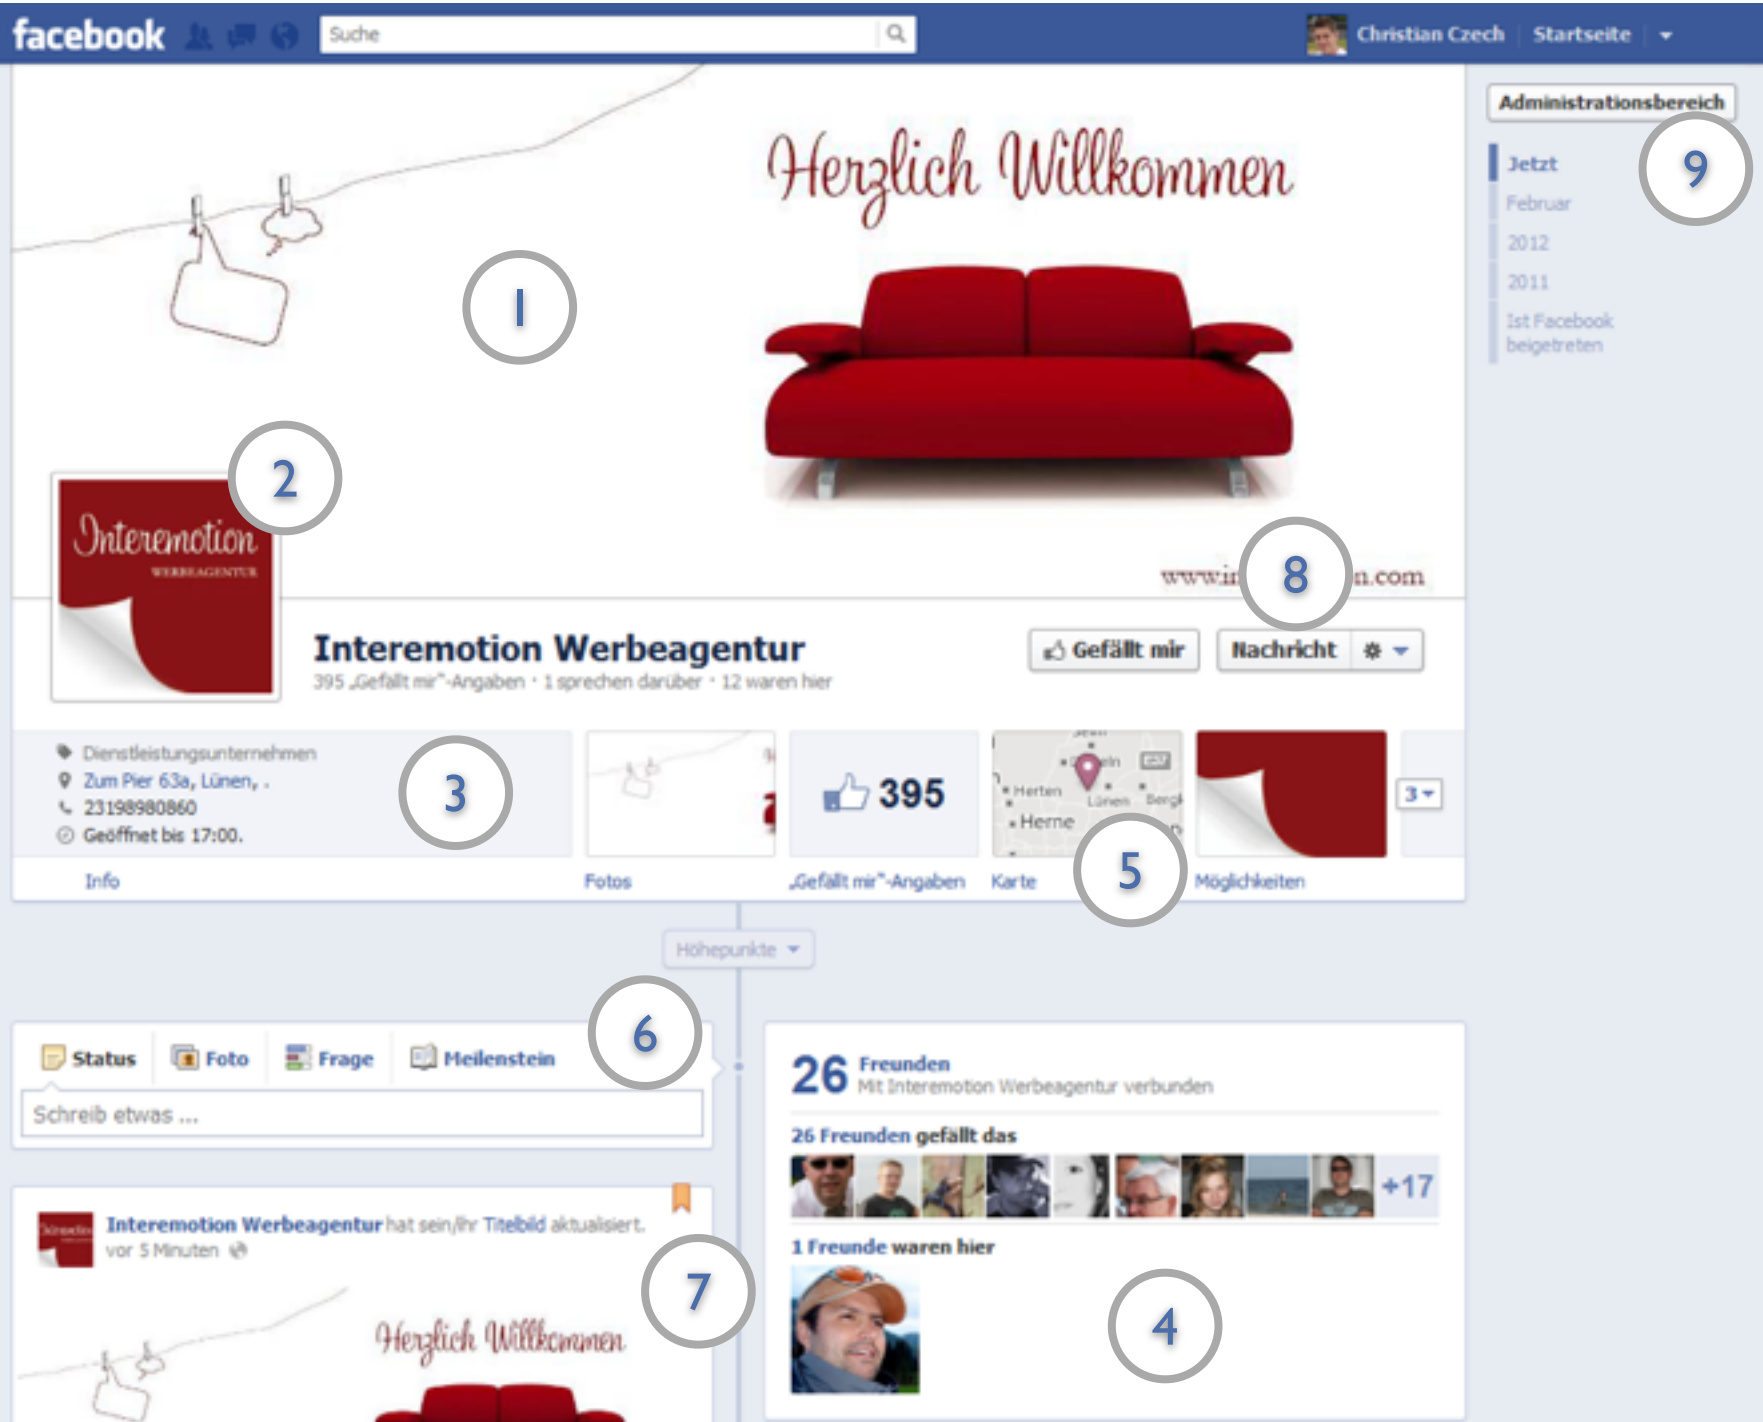 facebook
Suche
Christian Czech
Startseite
Administrationsbereich
Jetzt
Februar
2012
2011
Ist Facebook
beigetreten
9
Herzlich Willkommen
1
2
Interemotion
WERBEAGENTUR
8
n.com
Interemotion Werbeagentur
395 „Gefällt mir“-Angaben · 1 sprechen darüber · 12 waren hier
Gefällt mir
Nachricht
Dienstleistungsunternehmen
Zum Pier 63a, Lünen, .
23198980860
Geöffnet bis 17:00.
3
395
Herten
Lünen
Herne
3
5
Info
Fotos
„Gefällt mir“-Angaben
Karte
Möglichkeiten
Höhepunkte
6
Status
Foto
Frage
Meilenstein
Schreib etwas ...
Interemotion Werbeagentur hat sein/ihr Titelbild aktualisiert.
vor 5 Minuten
7
Herzlich Willkommen
26 Freunden
Mit Interemotion Werbeagentur verbunden
26 Freunden gefällt das
+17
1 Freunde waren hier
4